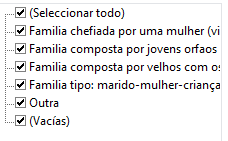 (Seleccionar todo)
Familia chefiada por uma mulher (vi
Familia composta por jovens orfaos
Familia composta por velhos com os
Familia tipo: marido-mulher-criança
Outra
(Vacías)